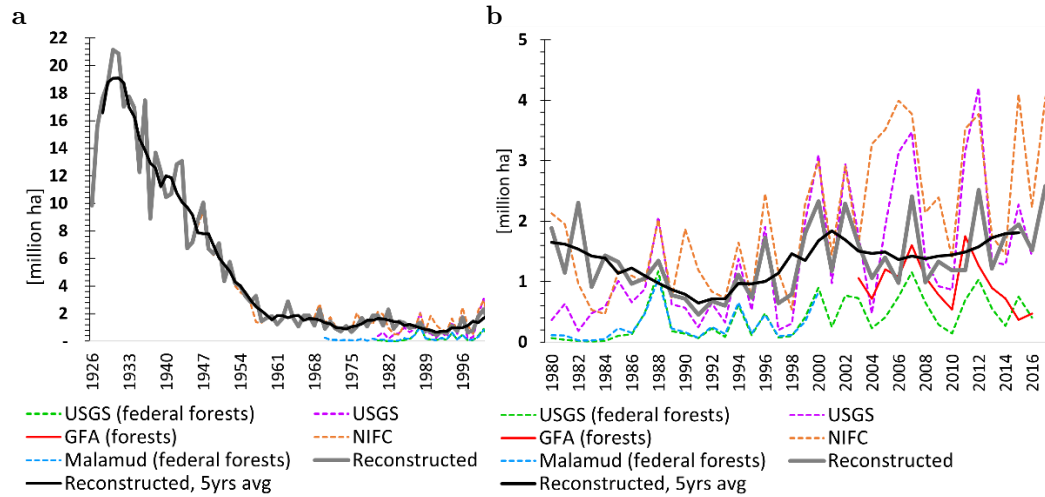 a
[million ha]
22
20
18
16
14
12
10
8
6
4
2
-
1926
1933
1940
1947
1954
1961
1968
1975
1982
1989
1996
USGS (federal forests)
USGS
GFA (forests)
NIFC
Malamud (federal forests)
Reconstructed
Reconstructed, 5yrs avg
b
[million ha]
5
4
3
2
1
0
1980
1982
1984
1986
1988
1990
1992
1994
1996
1998
2000
2002
2004
2006
2008
2010
2012
2014
2016
USGS (federal forests)
USGS
GFA (forests)
NIFC
Malamud (federal forests)
Reconstructed
Reconstructed, 5yrs avg